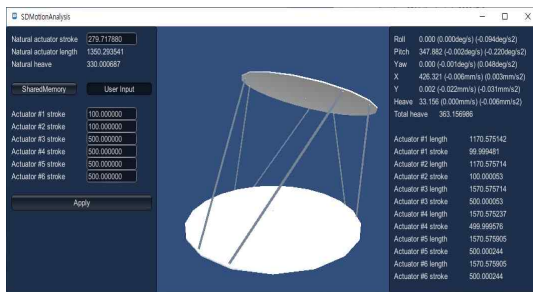 SDMotionAnalysis
Natural actuator stroke 279.717880
Natural actuator length 1350.293541
Natural heave 330.000687
SharedMemory User Input
Actuator #1 stroke 100.000000
Actuator #2 stroke 100.000000
Actuator #3 stroke 500.000000
Actuator #4 stroke 500.000000
Actuator #5 stroke 500.000000
Actuator #6 stroke 500.000000
Apply
Roll 0.000 (0.000deg/s) (-0.094deg/s2)
Pitch 347.882 (-0.002deg/s) (-0.220deg/s2)
Yaw 0.000 (-0.001deg/s) (0.048deg/s2)
X 426.321 (-0.006mm/s) (0.003mm/s2)
Y 0.002 (-0.022mm/s) (-0.031mm/s2)
Heave 33.156 (0.000mm/s) (-0.006mm/s2)
Total heave 363.156986
Actuator #1 length 1170.575142
Actuator #1 stroke 99.999481
Actuator #2 length 1170.575714
Actuator #2 stroke 100.000053
Actuator #3 length 1570.575714
Actuator #3 stroke 500.000053
Actuator #4 length 1570.575237
Actuator #4 stroke 499.999576
Actuator #5 length 1570.575905
Actuator #5 stroke 500.000244
Actuator #6 length 1570.575905
Actuator #6 stroke 500.000244